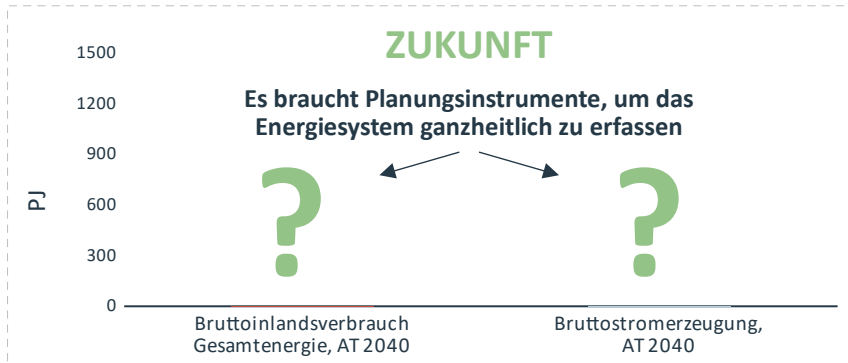 ZUKUNFT
1500
Es braucht Planungsinstrumente, um das
1200
Energiesystem ganzheitlich zu erfassen
900
PJ
600
? ?
300
0
Bruttoinlandsverbrauch
Gesamtenergie, AT 2040
Bruttostromerzeugung,
AT 2040